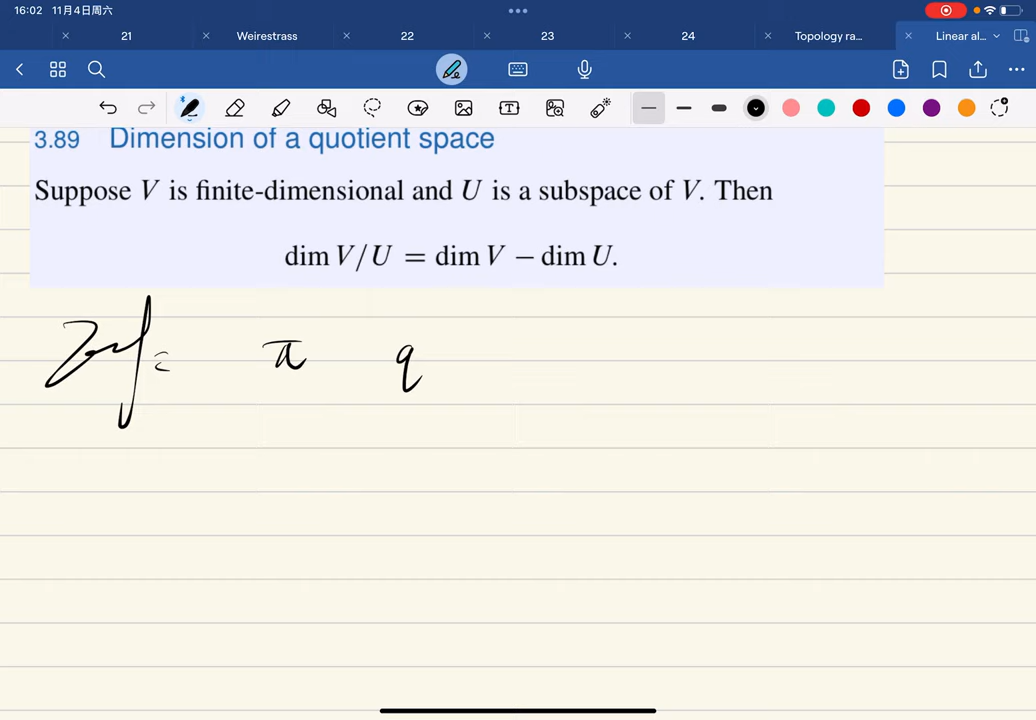 16:02 11月4日周六
21 Weirestrass 22 23 24 Topology ra... Linear al...
3.89 Dimension of a quotient space
Suppose V is finite-dimensional and U is a subspace of V. Then
dim V/U = dim V − dim U.
π q